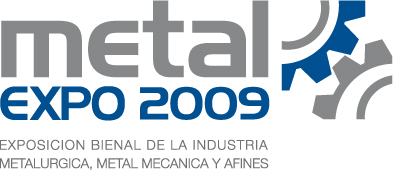 metal
EXPO 2009
EXPOSICION BIENAL DE LA INDUSTRIA
METALURGICA, METAL MECANICA Y AFINES